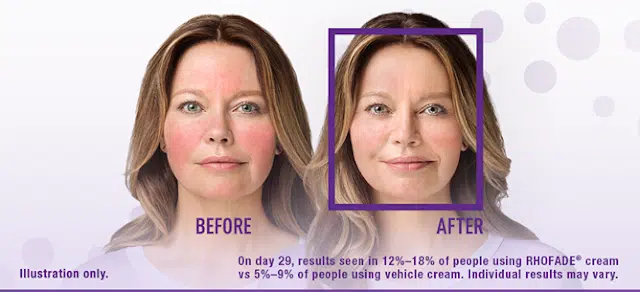 BEFORE
AFTER
On day 29, results seen in 12%–18% of people using RHOFADE® cream
vs 5%–9% of people using vehicle cream. Individual results may vary.
Illustration only.